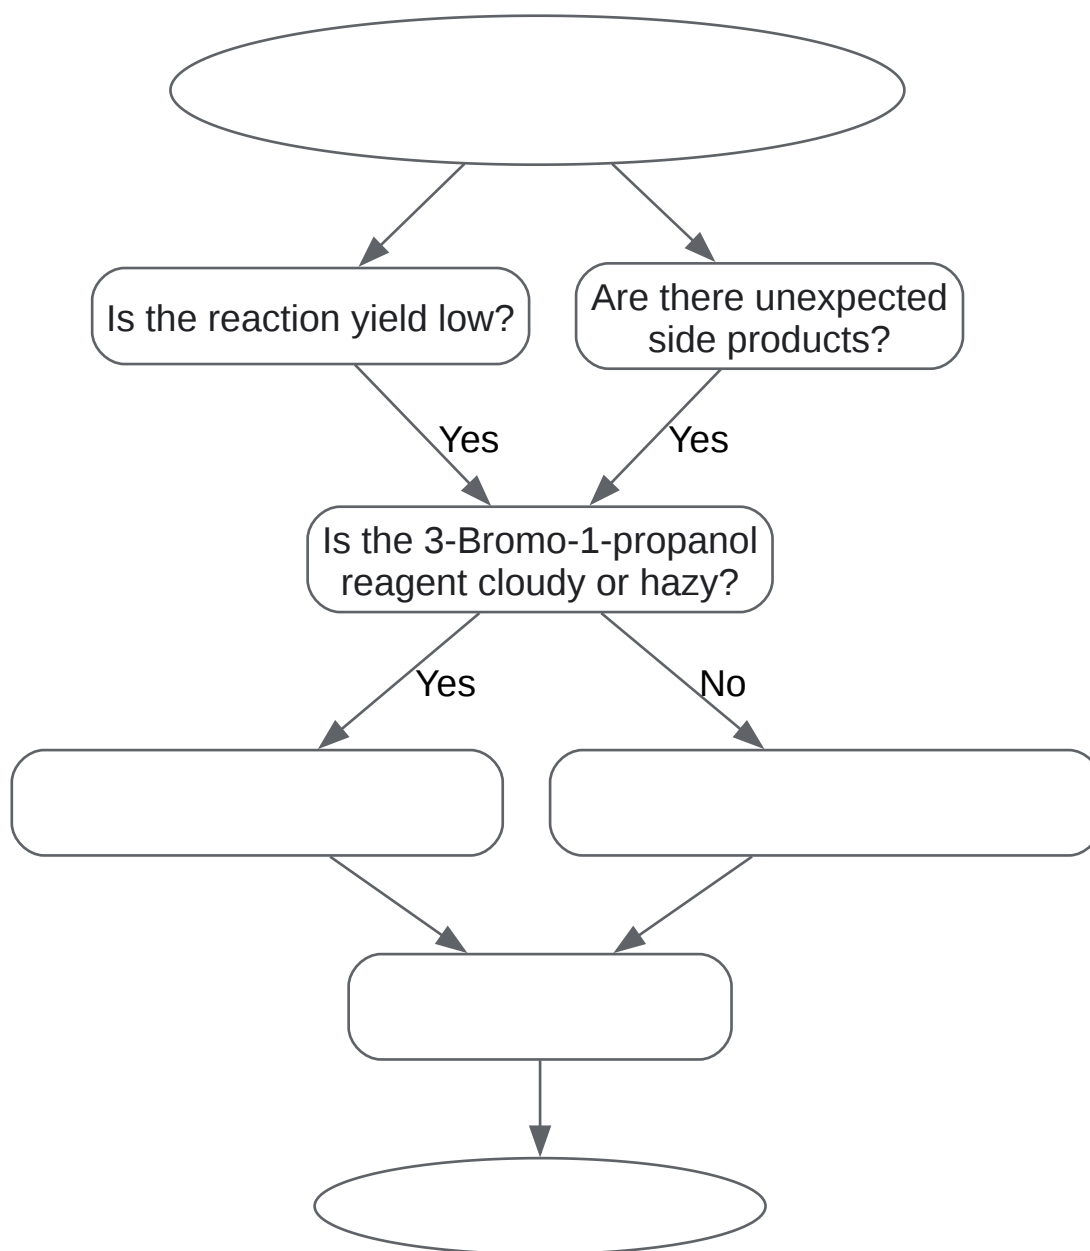 Is the reaction yield low?
Are there unexpected
side products?
Yes
Yes
Is the 3-Bromo-1-propanol
reagent cloudy or hazy?
Yes
No